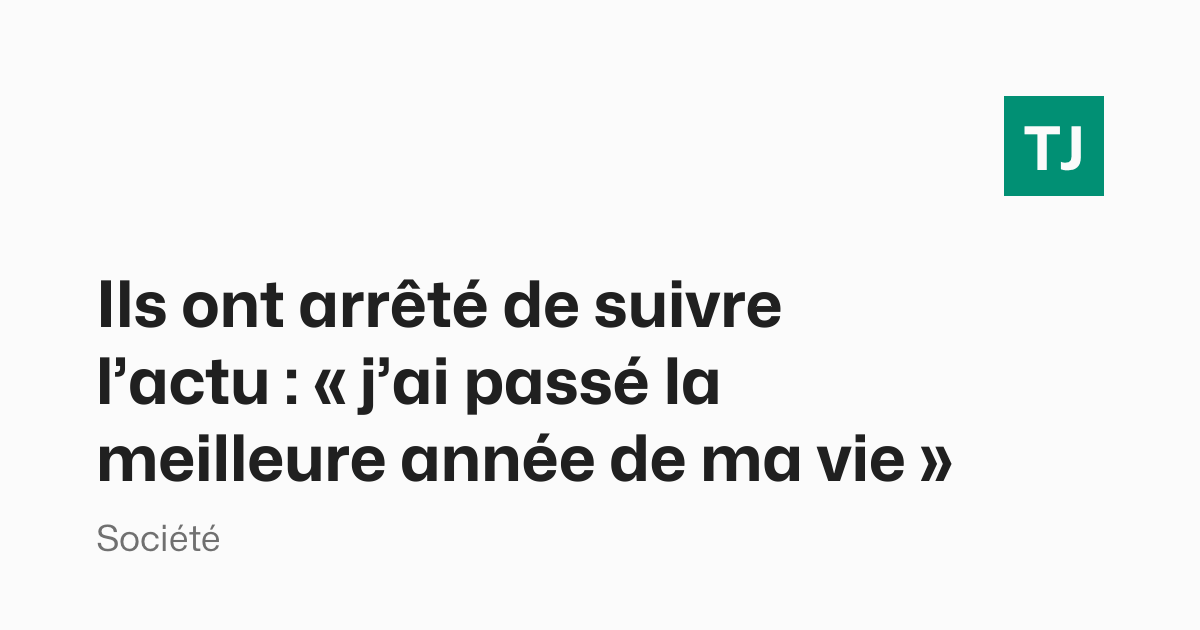 TJ
Ils ont arrêté de suivre
l’actu : « j’ai passé la
meilleure année de ma vie »
Société